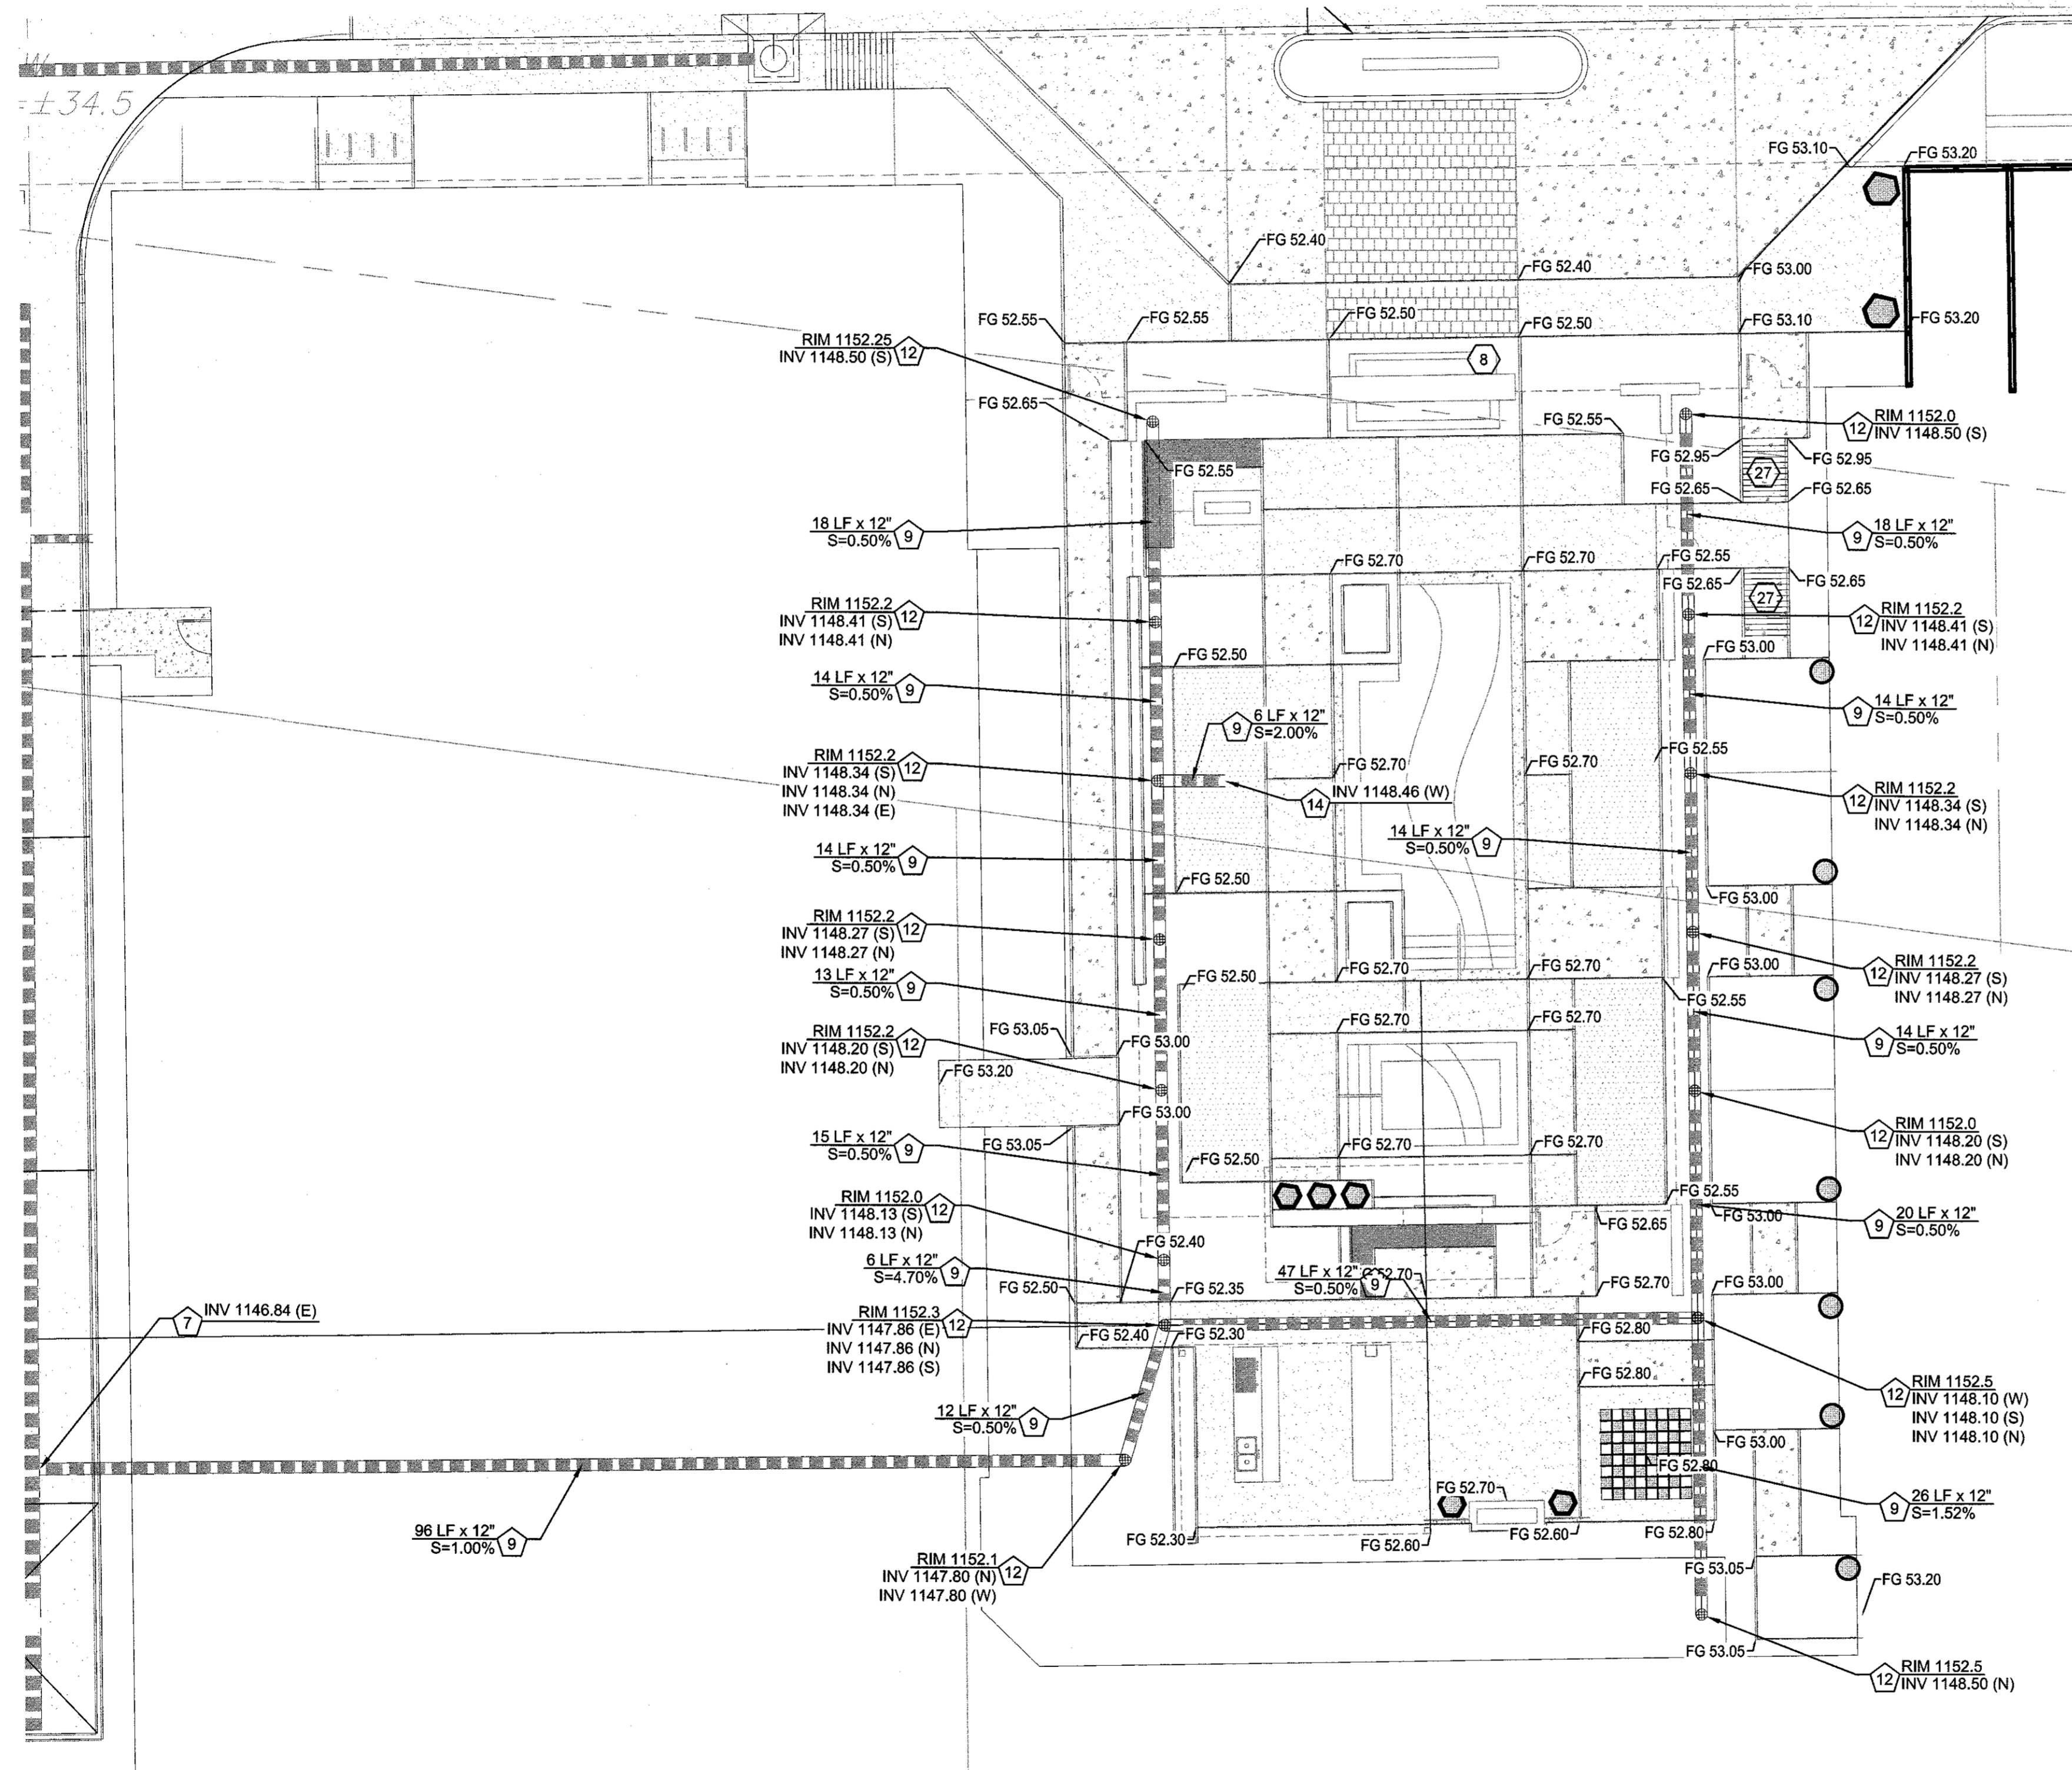 =±34.5
FG 53.10
FG 53.20
FG 52.40
FG 52.40
FG 53.00
FG 52.55
FG 52.55
FG 52.50
FG 52.50
FG 53.10
FG 53.20
RIM 1152.25
INV 1148.50 (S)
12
8
FG 52.65
FG 52.55
RIM 1152.0
INV 1148.50 (S)
12
FG 52.55
FG 52.95
FG 52.95
27
FG 52.65
FG 52.65
18 LF x 12"
S=0.50%
9
18 LF x 12"
S=0.50%
9
FG 52.70
FG 52.70
FG 52.55
FG 52.65
FG 52.65
27
RIM 1152.2
INV 1148.41 (S)
INV 1148.41 (N)
12
RIM 1152.2
INV 1148.41 (S)
INV 1148.41 (N)
12
FG 52.50
FG 53.00
14 LF x 12"
S=0.50%
9
6 LF x 12"
S=2.00%
9
14 LF x 12"
S=0.50%
9
FG 52.55
RIM 1152.2
INV 1148.34 (S)
INV 1148.34 (N)
INV 1148.34 (E)
12
FG 52.70
FG 52.70
INV 1148.46 (W)
14
RIM 1152.2
INV 1148.34 (S)
INV 1148.34 (N)
12
14 LF x 12"
S=0.50%
9
14 LF x 12"
S=0.50%
9
FG 52.50
FG 53.00
RIM 1152.2
INV 1148.27 (S)
INV 1148.27 (N)
12
RIM 1152.2
INV 1148.27 (S)
INV 1148.27 (N)
12
13 LF x 12"
S=0.50%
9
FG 52.50
FG 52.70
FG 52.70
FG 53.00
FG 52.55
RIM 1152.2
INV 1148.20 (S)
INV 1148.20 (N)
12
FG 53.05
FG 53.00
FG 52.70
FG 52.70
14 LF x 12"
S=0.50%
9
FG 53.20
FG 53.00
FG 53.05
RIM 1152.0
INV 1148.20 (S)
INV 1148.20 (N)
12
15 LF x 12"
S=0.50%
9
FG 52.50
FG 52.70
FG 52.70
FG 52.55
RIM 1152.0
INV 1148.13 (S)
INV 1148.13 (N)
12
FG 52.65
FG 53.00
20 LF x 12"
S=0.50%
9
FG 52.40
6 LF x 12"
S=4.70%
9
FG 52.50
FG 52.35
47 LF x 12"
S=0.50%
9
52.70
FG 52.70
FG 53.00
INV 1146.84 (E)
7
RIM 1152.3
INV 1147.86 (E)
INV 1147.86 (N)
INV 1147.86 (S)
12
FG 52.40
FG 52.30
FG 52.80
FG 52.80
RIM 1152.5
INV 1148.10 (W)
INV 1148.10 (S)
INV 1148.10 (N)
12
12 LF x 12"
S=0.50%
9
FG 53.00
FG 52.80
FG 52.70
26 LF x 12"
S=1.52%
9
96 LF x 12"
S=1.00%
9
FG 52.30
FG 52.60
FG 52.60
FG 52.80
RIM 1152.1
INV 1147.80 (N)
INV 1147.80 (W)
12
FG 53.05
FG 53.20
FG 53.05
RIM 1152.5
INV 1148.50 (N)
12